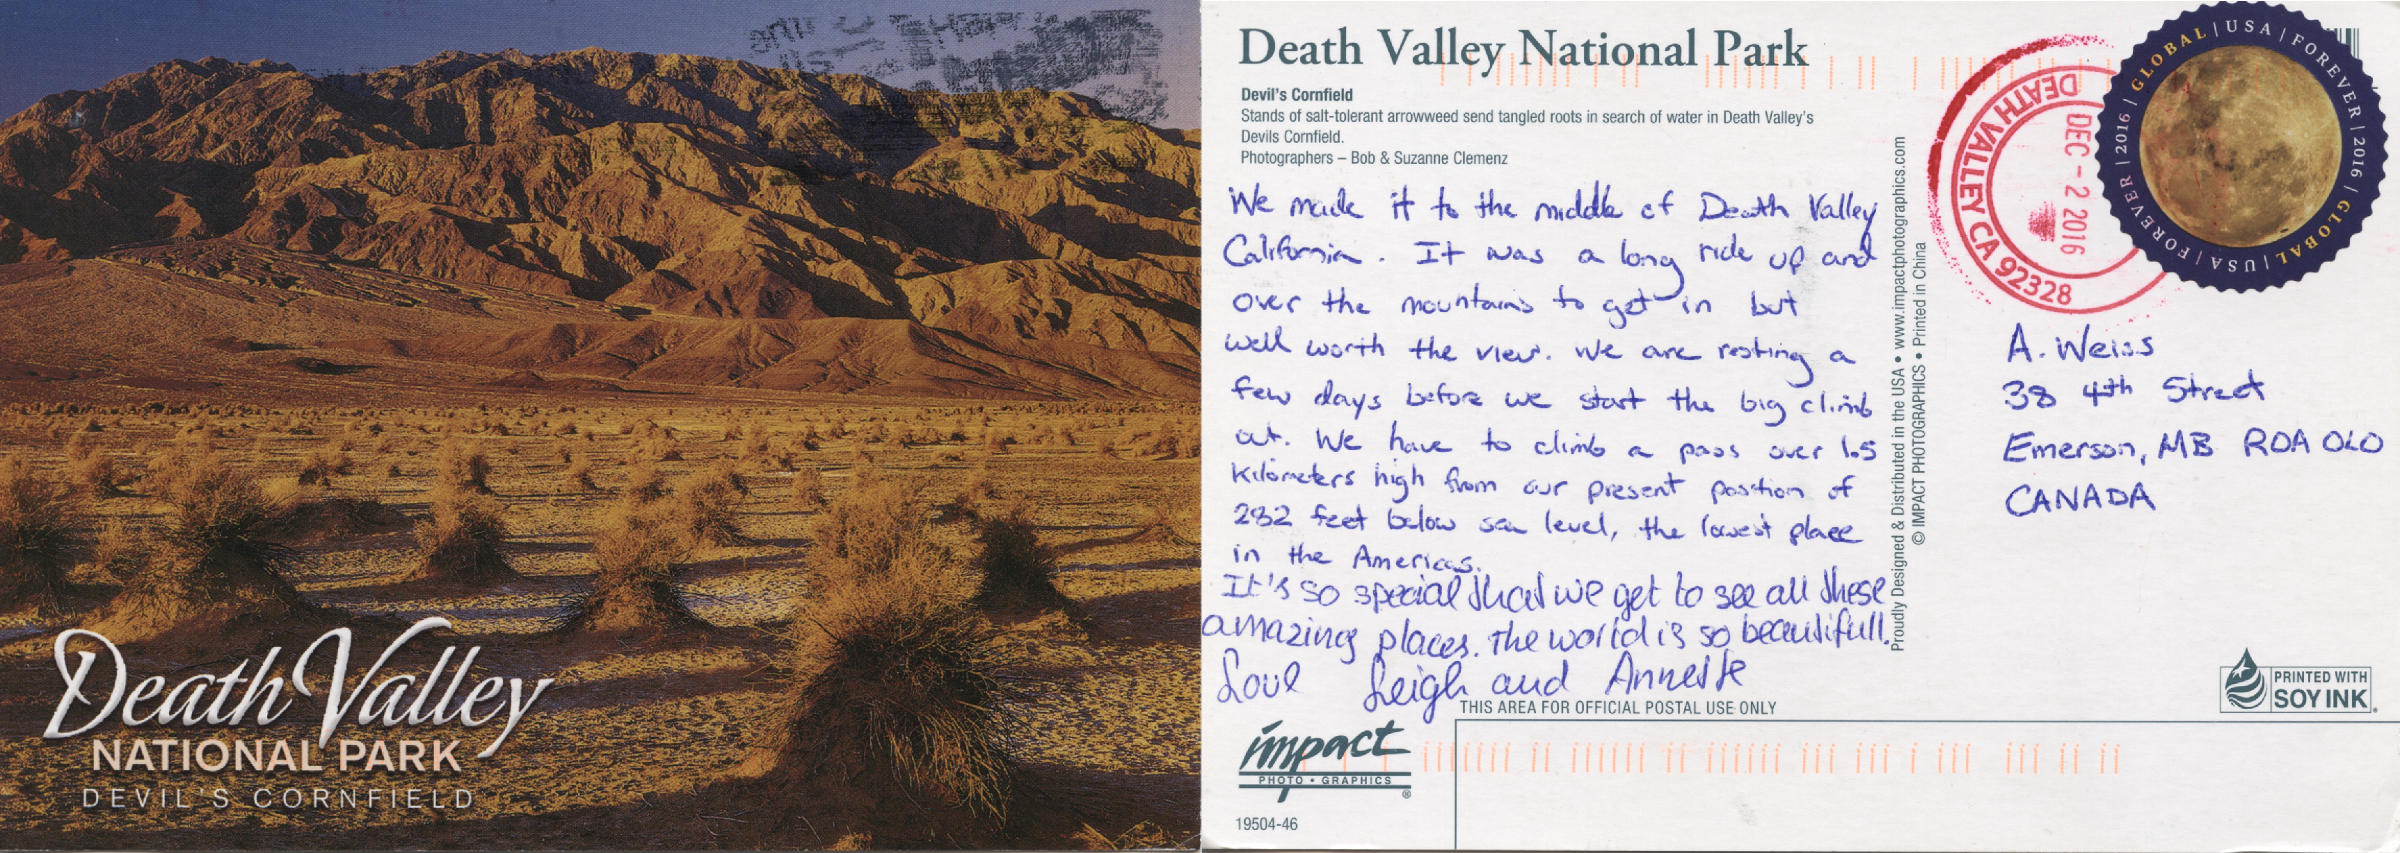 Death Valley
NATIONAL PARK
DEVIL'S CORNFIELD
Death Valley National Park
Devil's Cornfield
Stands of salt-tolerant arrowweed send tangled roots in search of water in Death Valley's
Devils Cornfield.
Photographers – Bob & Suzanne Clemenz
We made it to the middle of Death Valley
California. It was a long ride up and
over the mountains to get in but
well worth the view. We are resting a
few days before we start the big climb
out. We have to climb a pass over 1.5
kilometers high from our present position of
282 feet below sea level, the lowest place
in the Americas.
It's so special that we get to see all these
amazing places. The world is so beautifull.
Love Leigh and Annette
Proudly Designed & Distributed in the USA • www.impactphotographics.com
© IMPACT PHOTOGRAPHICS • Printed in China
DEATH VALLEY CA 92328
DEC - 2 2016
GLOBAL | USA | FOREVER | 2016 | GLOBAL | USA | FOREVER | 2016 |
A. Weiss
38 4th Street
Emerson, MB R0A 0L0
CANADA
PRINTED WITH
SOY INK
THIS AREA FOR OFFICIAL POSTAL USE ONLY
impact
PHOTO • GRAPHICS
®
19504-46